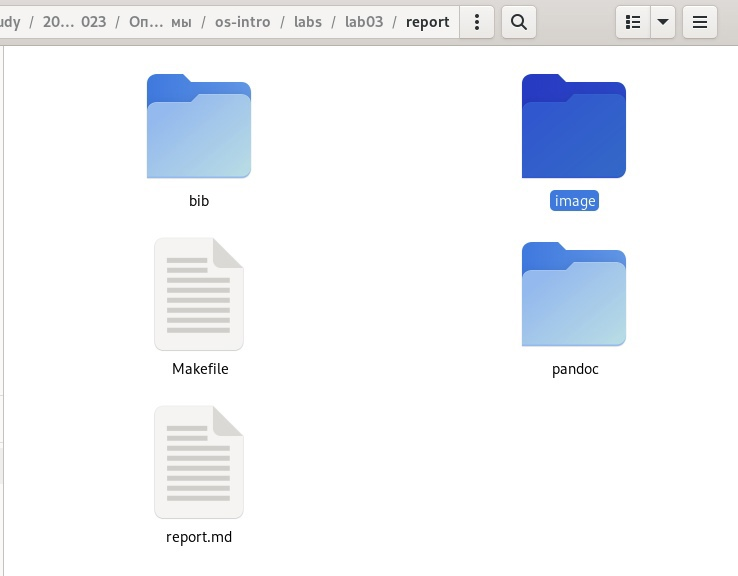 udy / 20… 023 / Оп… мы / os-intro / labs / lab03 / report
bib
image
Makefile
pandoc
report.md